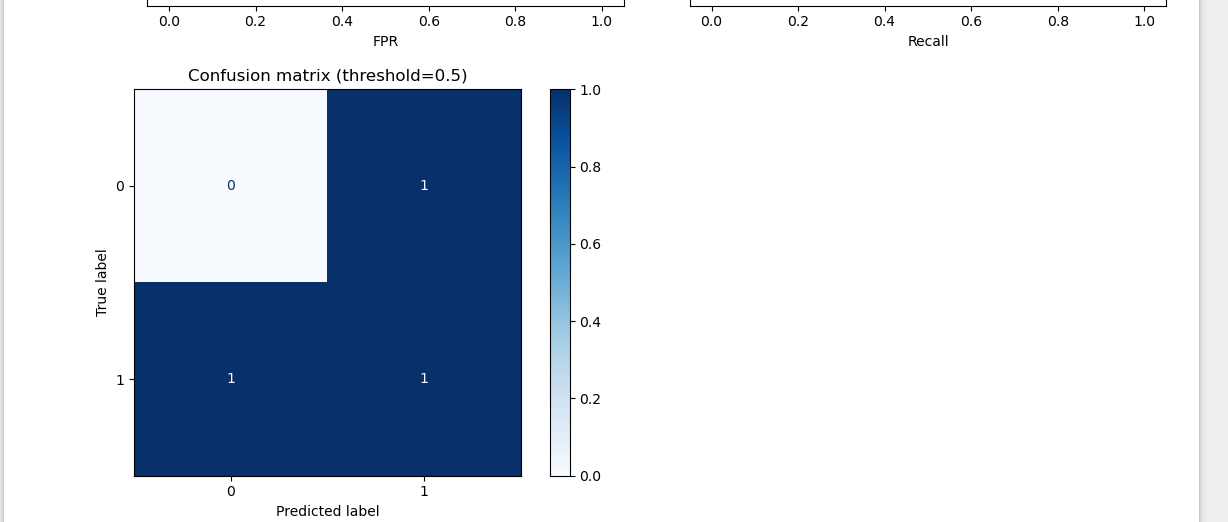 0.0 0.2 0.4 0.6 0.8 1.0
FPR
0.0 0.2 0.4 0.6 0.8 1.0
Recall
Confusion matrix (threshold=0.5)
0 1
1 1
0
1
True label
0 1
Predicted label
1.0
0.8
0.6
0.4
0.2
0.0